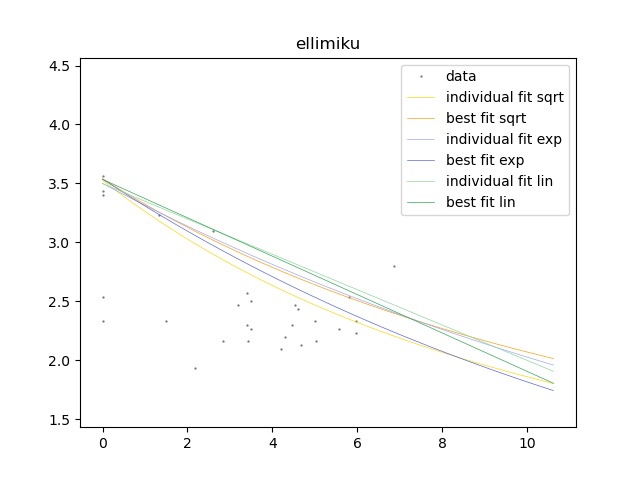 ellimiku
4.5
4.0
3.5
3.0
2.5
2.0
1.5
0
2
4
6
8
10
data
individual fit sqrt
best fit sqrt
individual fit exp
best fit exp
individual fit lin
best fit lin